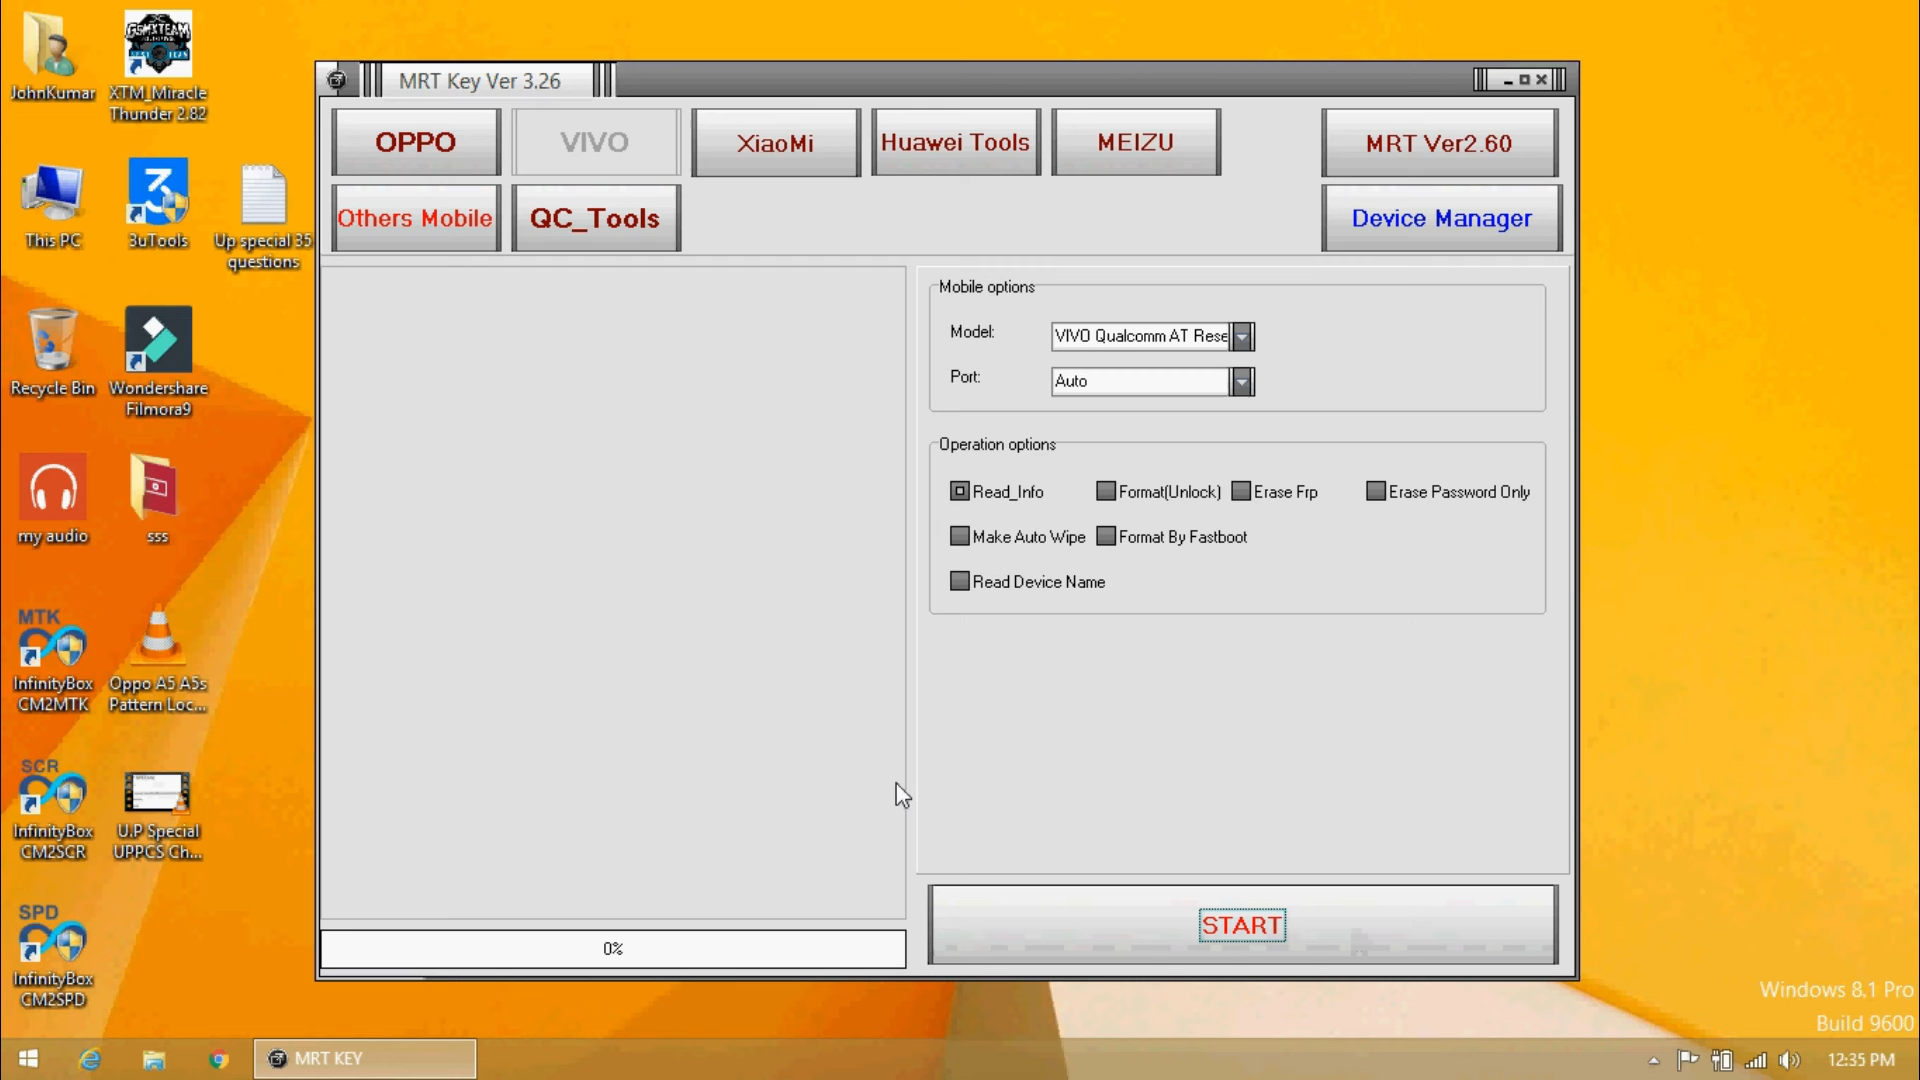 JohnKumar
XTM_Miracle
Thunder 2.82
This PC
3uTools
Up special 35
questions
Recycle Bin
Wondershare
Filmora9
my audio
sss
MTK
InfinityBox
CM2MTK
Oppo A5 A5s
Pattern Loc...
SCR
InfinityBox
CM2SCR
U.P Special
UPPCS Ch...
SPD
InfinityBox
CM2SPD
MRT Key Ver 3.26
OPPO
VIVO
XiaoMi
Huawei Tools
MEIZU
MRT Ver2.60
Others Mobile
QC_Tools
Device Manager
Mobile options
Model:
VIVO Qualcomm AT Rese
Port:
Auto
Operation options
Read_Info
Format(Unlock)
Erase Frp
Erase Password Only
Make Auto Wipe
Format By Fastboot
Read Device Name
0%
START
Windows 8.1 Pro
Build 9600
MRT KEY
12:35 PM